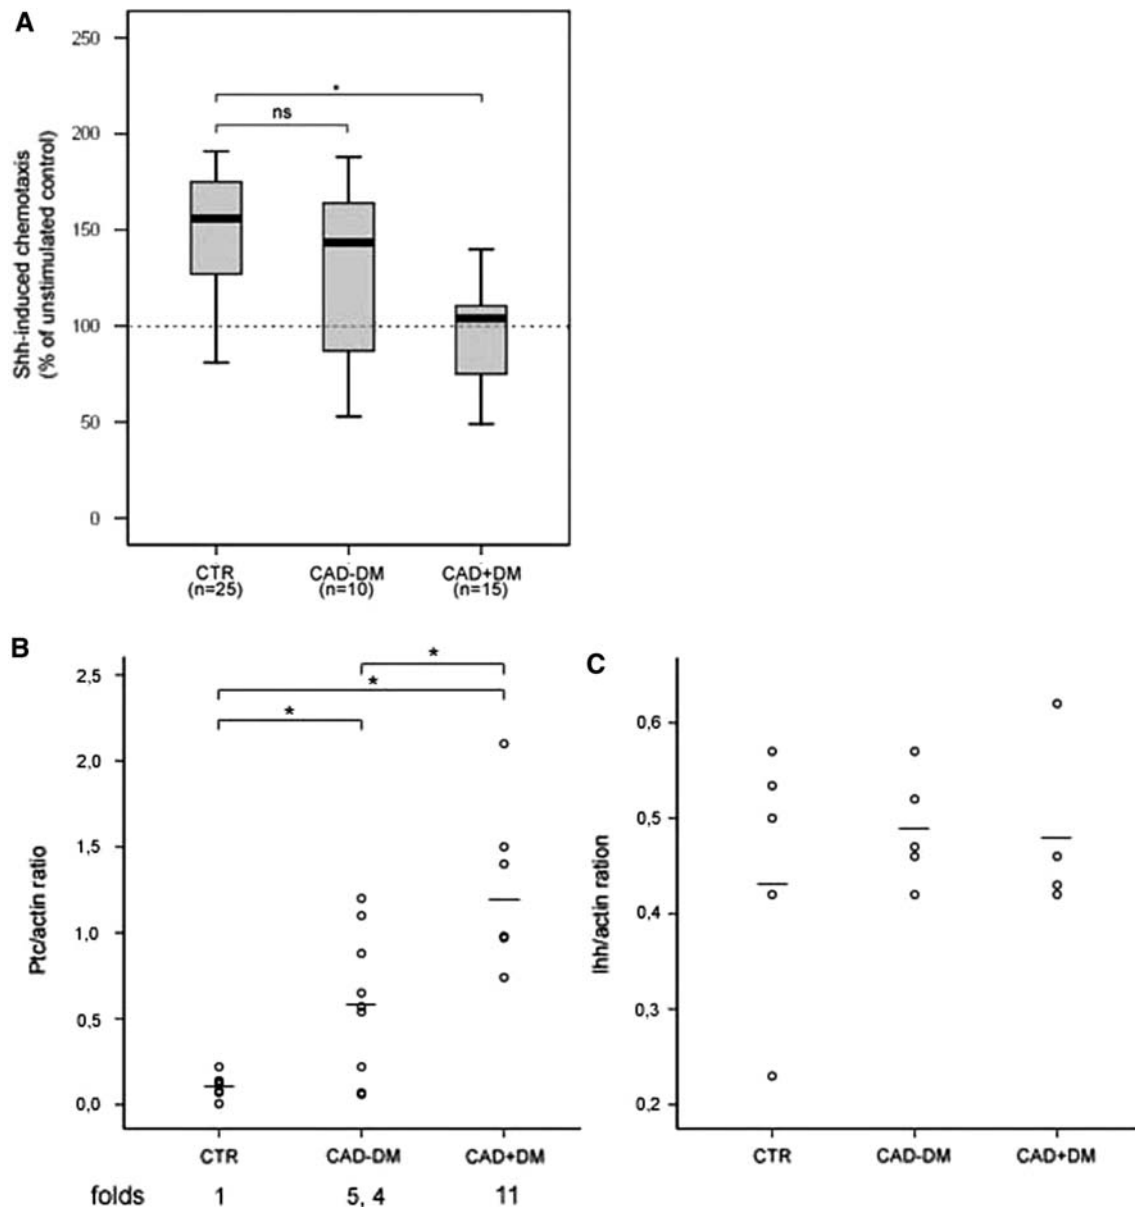 A
250
200
150
100
50
0
Shh-induced chemotaxis
(% of unstimulated control)
*
ns
CTR
(n=25)
CAD-DM
(n=10)
CAD+DM
(n=15)
B
2,5
2,0
1,5
1,0
0,5
0,0
Ptc/actin ratio
*
*
*
CTR
CAD-DM
CAD+DM
folds 1 5, 4 11
C
0,6
0,5
0,4
0,3
0,2
Ihh/actin ration
CTR
CAD-DM
CAD+DM